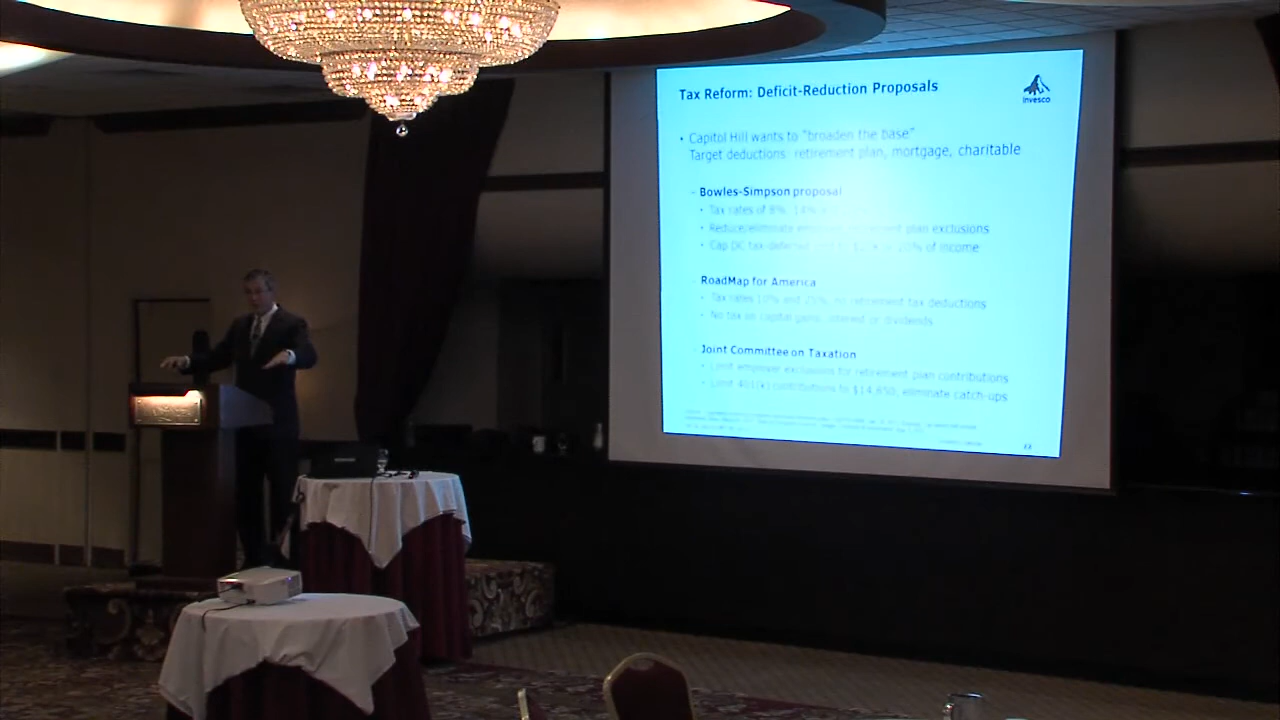 Tax Reform: Deficit-Reduction Proposals
invesco
• Capitol Hill wants to "broaden the base"
Target deductions: retirement plan, mortgage, charitable
– Bowles-Simpson proposal
• Tax rates of 8%, 14%
• Reduce/eliminate plan exclusions
• Cap DC tax-deferred of income
– RoadMap for America
• Tax rates 10% and 25%, no retirement tax deductions
• No tax on capital gains, interest or dividends
– Joint Committee on Taxation
• Limit employer exclusions for retirement plan contributions
• Limit 401(k) contributions to $14,850, eliminate catch-ups